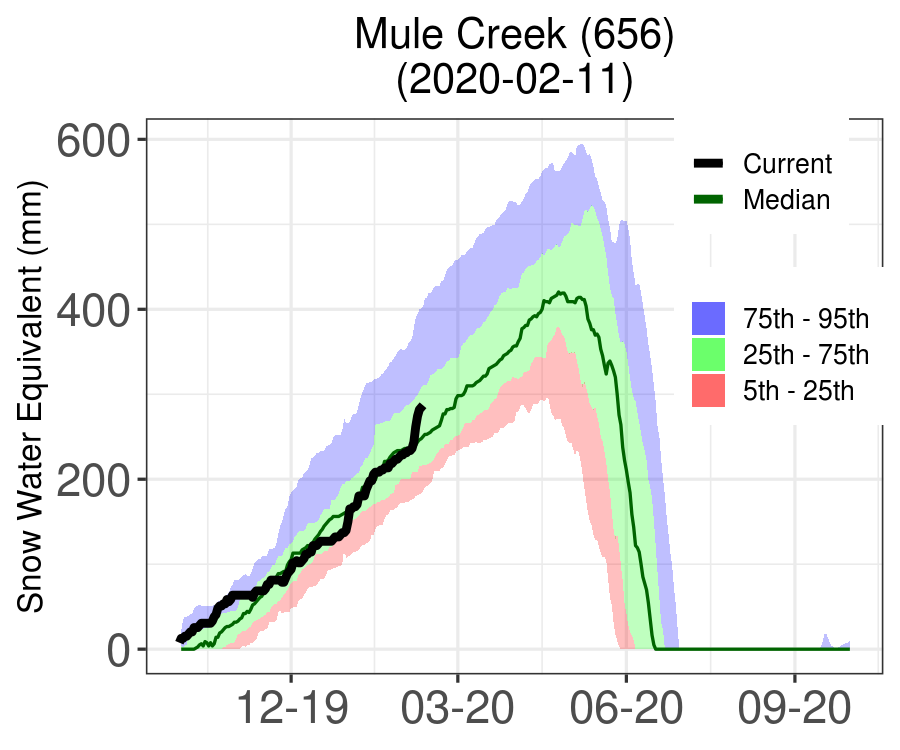 Mule Creek (656)
(2020-02-11)
Snow Water Equivalent (mm)
600
400
200
0
12-19
03-20
06-20
09-20
Current
Median
75th - 95th
25th - 75th
5th - 25th